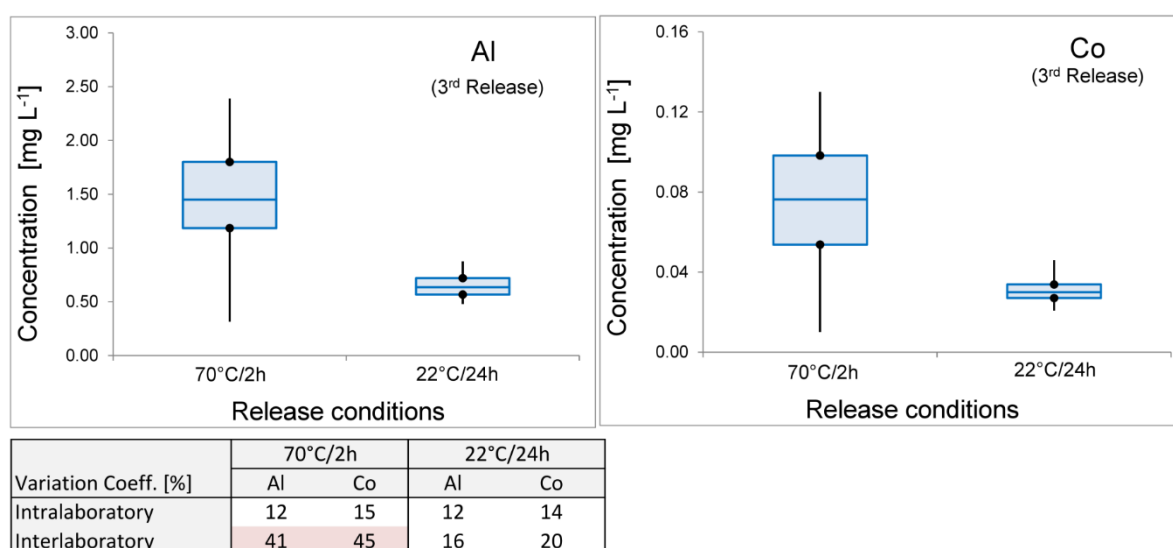 Al
(3rd Release)
Concentration [mg L-1]
3.00
2.50
2.00
1.50
1.00
0.50
0.00
70°C/2h 22°C/24h
Release conditions
Co
(3rd Release)
Concentration [mg L-1]
0.16
0.12
0.08
0.04
0.00
70°C/2h 22°C/24h
Release conditions
70°C/2h 22°C/24h
Variation Coeff. [%] Al Co Al Co
Intralaboratory 12 15 12 14
Interlaboratory 41 45 16 20